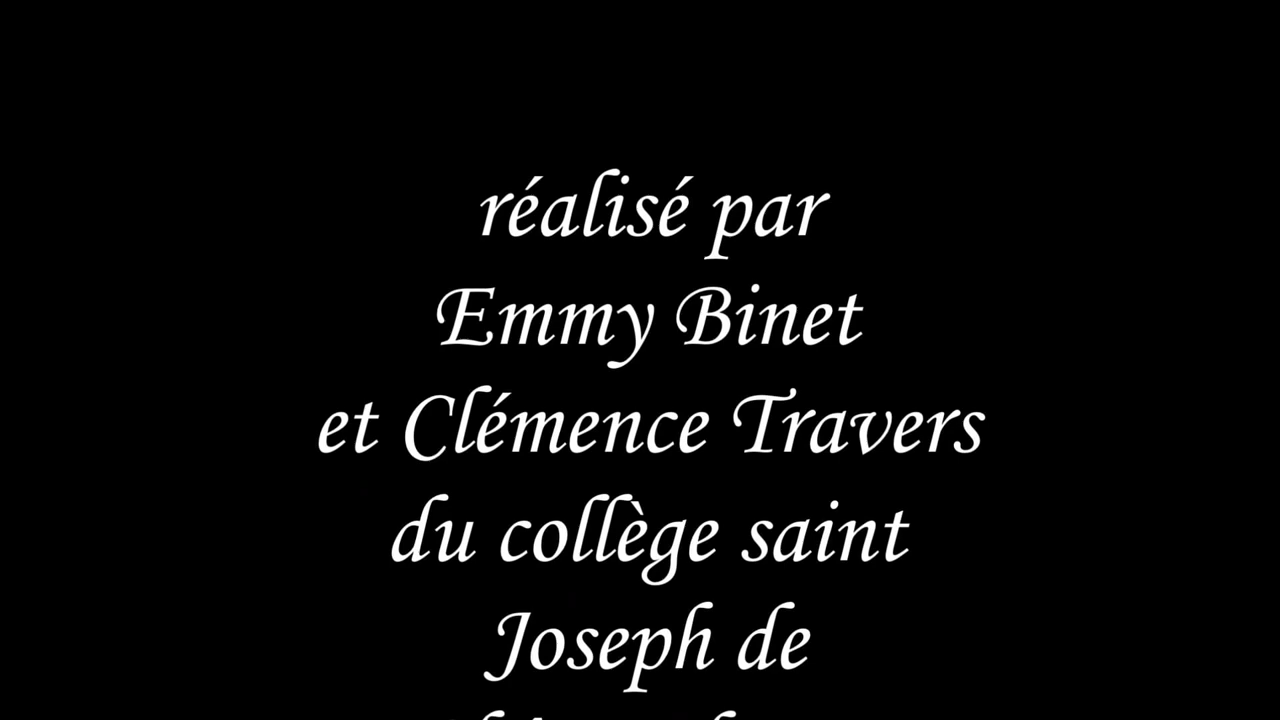 réalisé par
Emmy Binet
et Clémence Travers
du collège saint
Joseph de